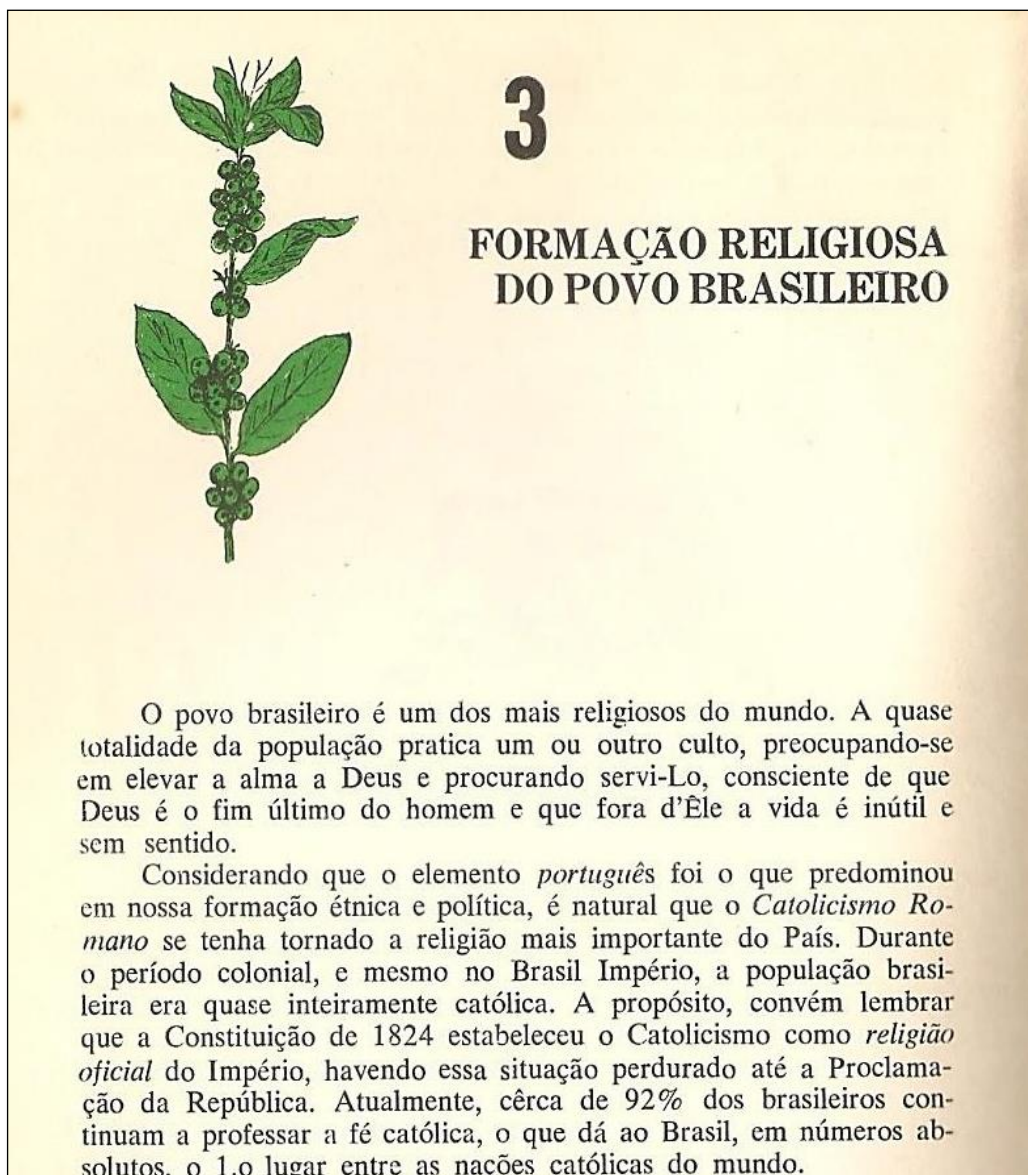 3
FORMAÇÃO RELIGIOSA
DO POVO BRASILEIRO
O povo brasileiro é um dos mais religiosos do mundo. A quase
totalidade da população pratica um ou outro culto, preocupando-se
em elevar a alma a Deus e procurando servi-Lo, consciente de que
Deus é o fim último do homem e que fora d'Êle a vida é inútil e
sem sentido.
Considerando que o elemento português foi o que predominou
em nossa formação étnica e política, é natural que o Catolicismo Ro-
mano se tenha tornado a religião mais importante do País. Durante
o período colonial, e mesmo no Brasil Império, a população brasi-
leira era quase inteiramente católica. A propósito, convém lembrar
que a Constituição de 1824 estabeleceu o Catolicismo como religião
oficial do Império, havendo essa situação perdurado até a Proclama-
ção da República. Atualmente, cêrca de 92% dos brasileiros con-
tinuam a professar a fé católica, o que dá ao Brasil, em números ab-
solutos, o 1.o lugar entre as nações católicas do mundo.